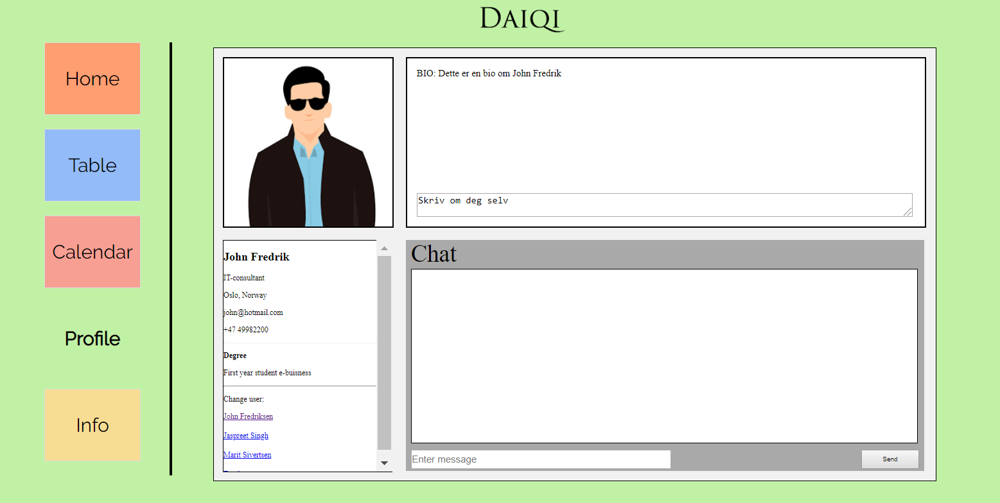 DAIQI
Home
Table
Calendar
Profile
Info
BIO: Dette er en bio om John Fredrik
Skriv om deg selv
John Fredrik
IT-consultant
Oslo, Norway
john@hotmail.com
+47 49982200
Degree
First year student e-buisness
Change user:
John Fredriksen
Jaspreet Singh
Marit Sivertsen
Chat
Enter message
Send